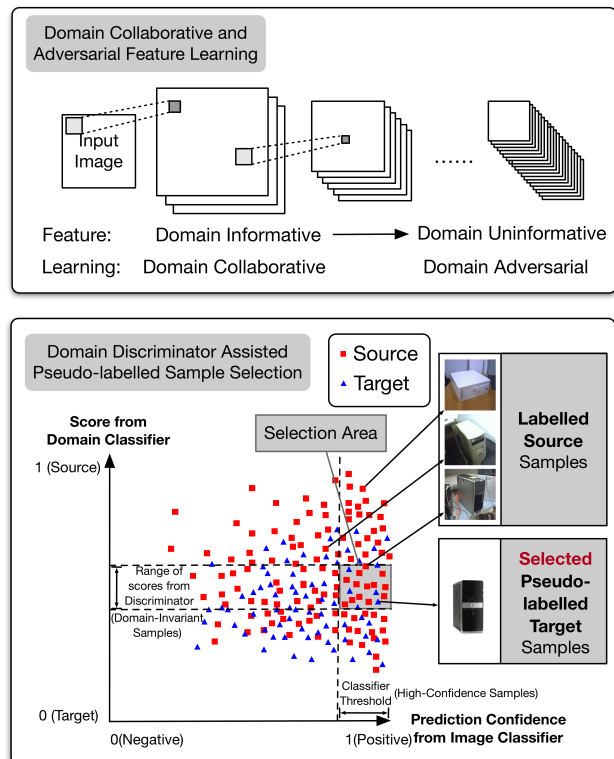 Domain Collaborative and
Adversarial Feature Learning
Input
Image
......
Feature: Domain Informative Domain Uninformative
Learning: Domain Collaborative Domain Adversarial
Domain Discriminator Assisted
Pseudo-labelled Sample Selection
Source
Target
Score from
Domain Classifier
Selection Area
1 (Source)
Labelled
Source
Samples
Range of
scores from
Discriminator
(Domain-Invariant
Samples)
Selected
Pseudo-
labelled
Target
Samples
Classifier
Threshold
(High-Confidence Samples)
0 (Target)
0(Negative)
1(Positive)
Prediction Confidence
from Image Classifier